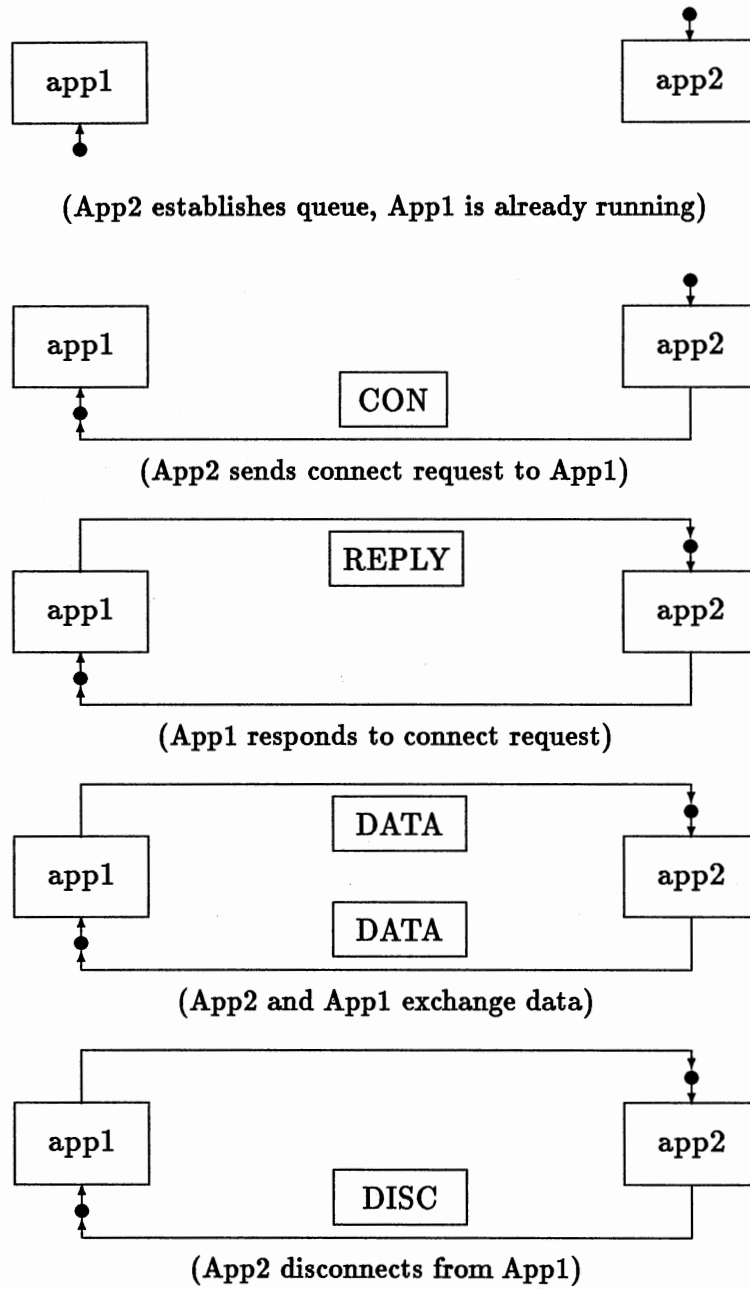 app1
app2
(App2 establishes queue, App1 is already running)
app1
app2
CON
(App2 sends connect request to App1)
REPLY
app1
app2
(App1 responds to connect request)
DATA
app1
app2
DATA
(App2 and App1 exchange data)
app1
app2
DISC
(App2 disconnects from App1)